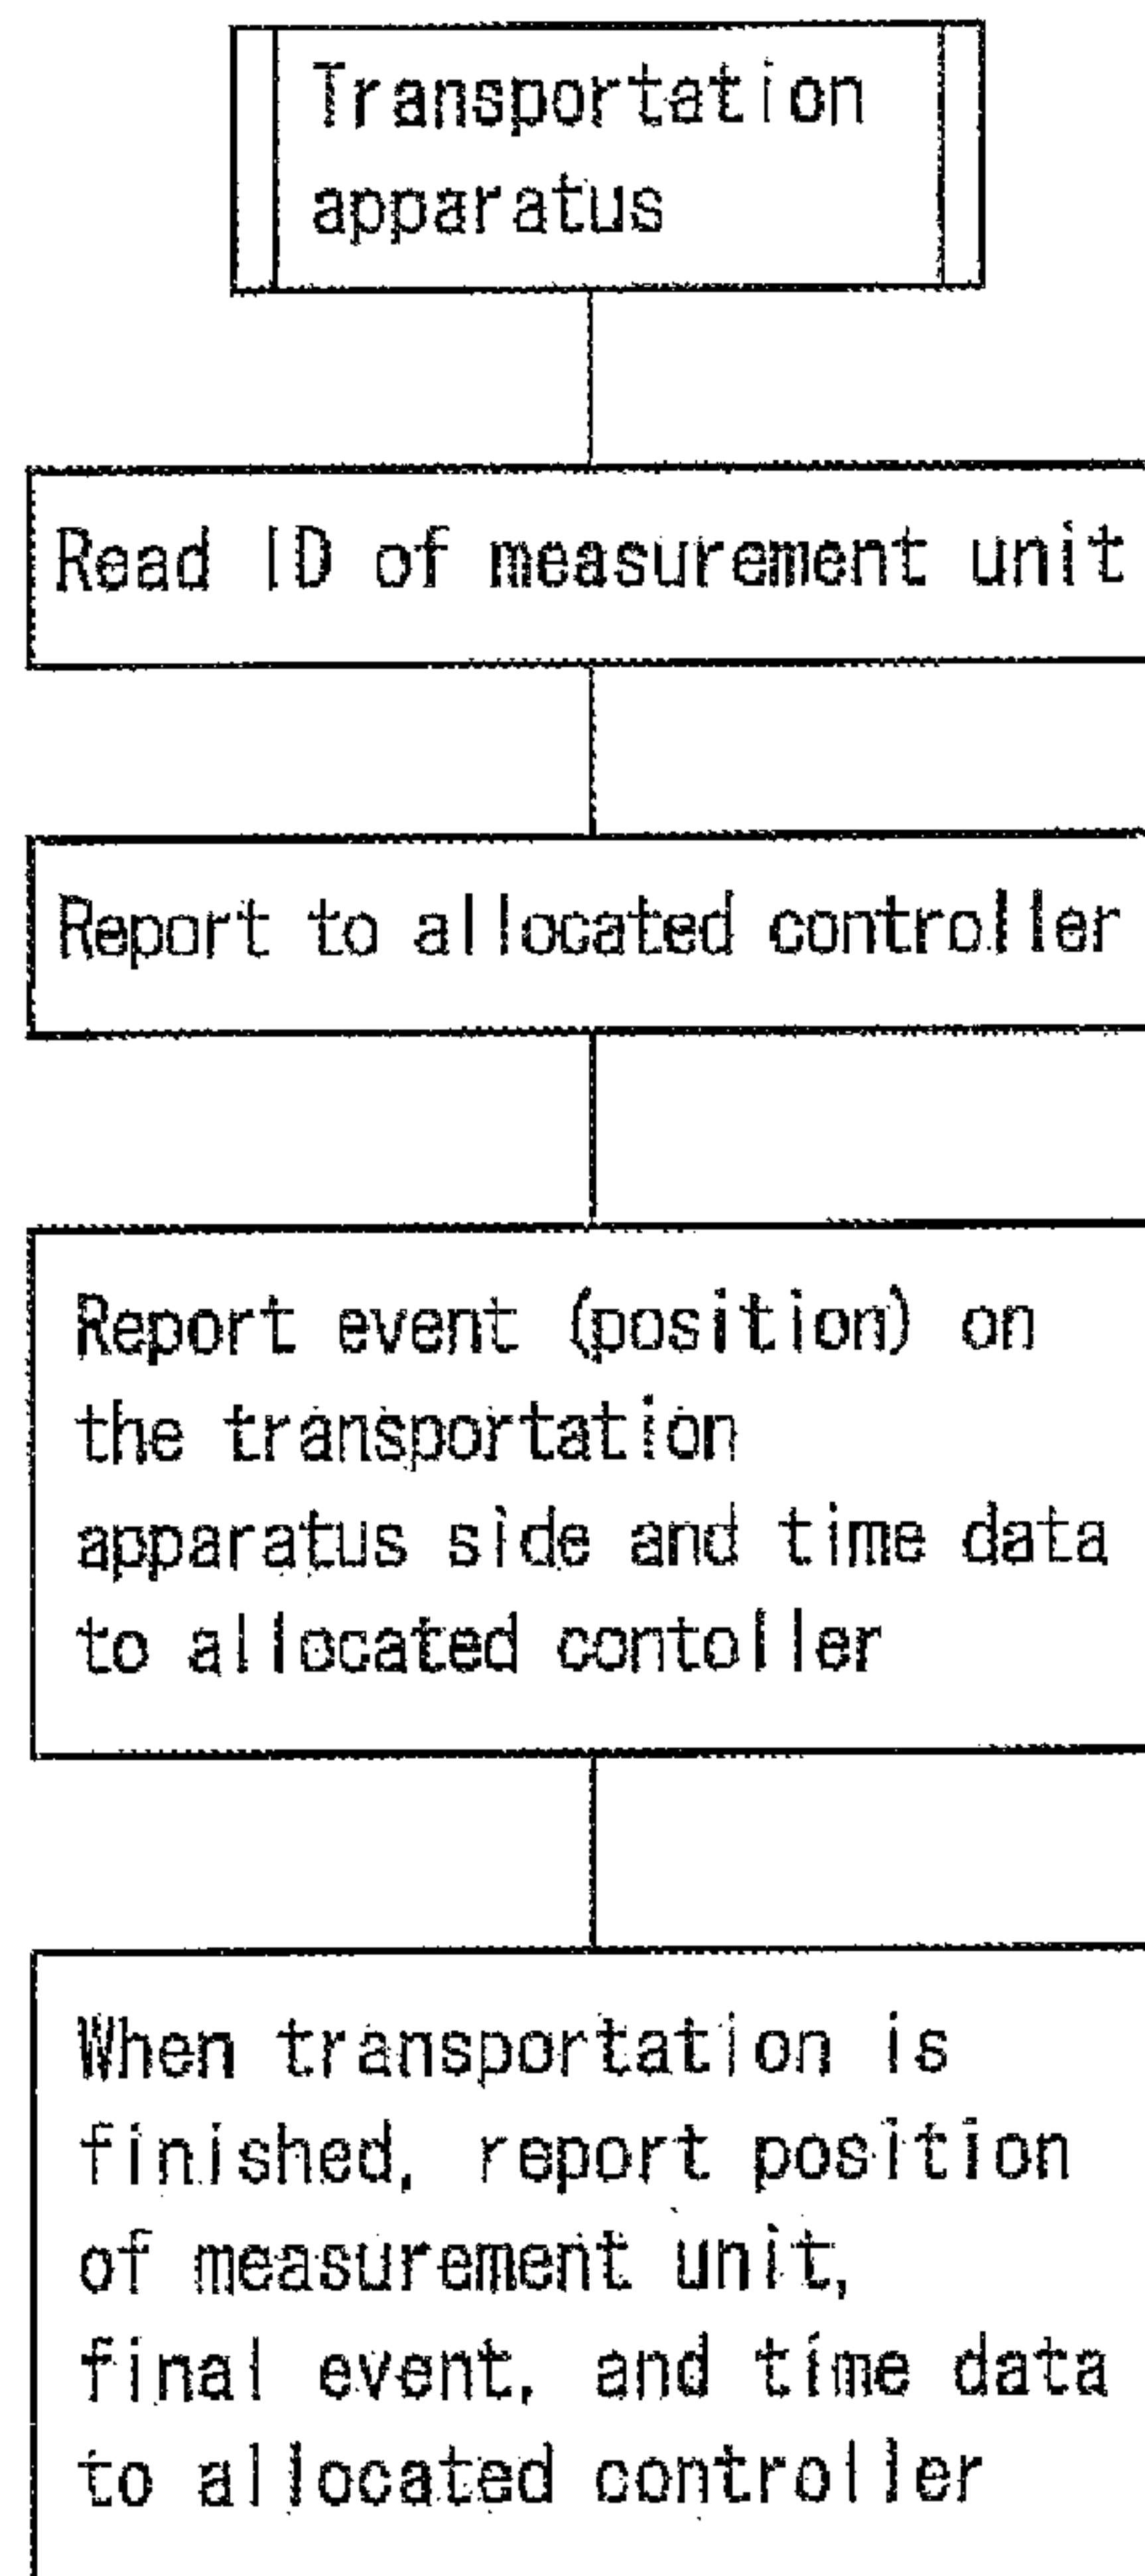 Transportation
apparatus
Read ID of measurement unit
Report to allocated controller
Report event (position) on
the transportation
apparatus side and time data
to allocated contoller
When transportation is
finished, report position
of measurement unit,
final event, and time data
to allocated controller